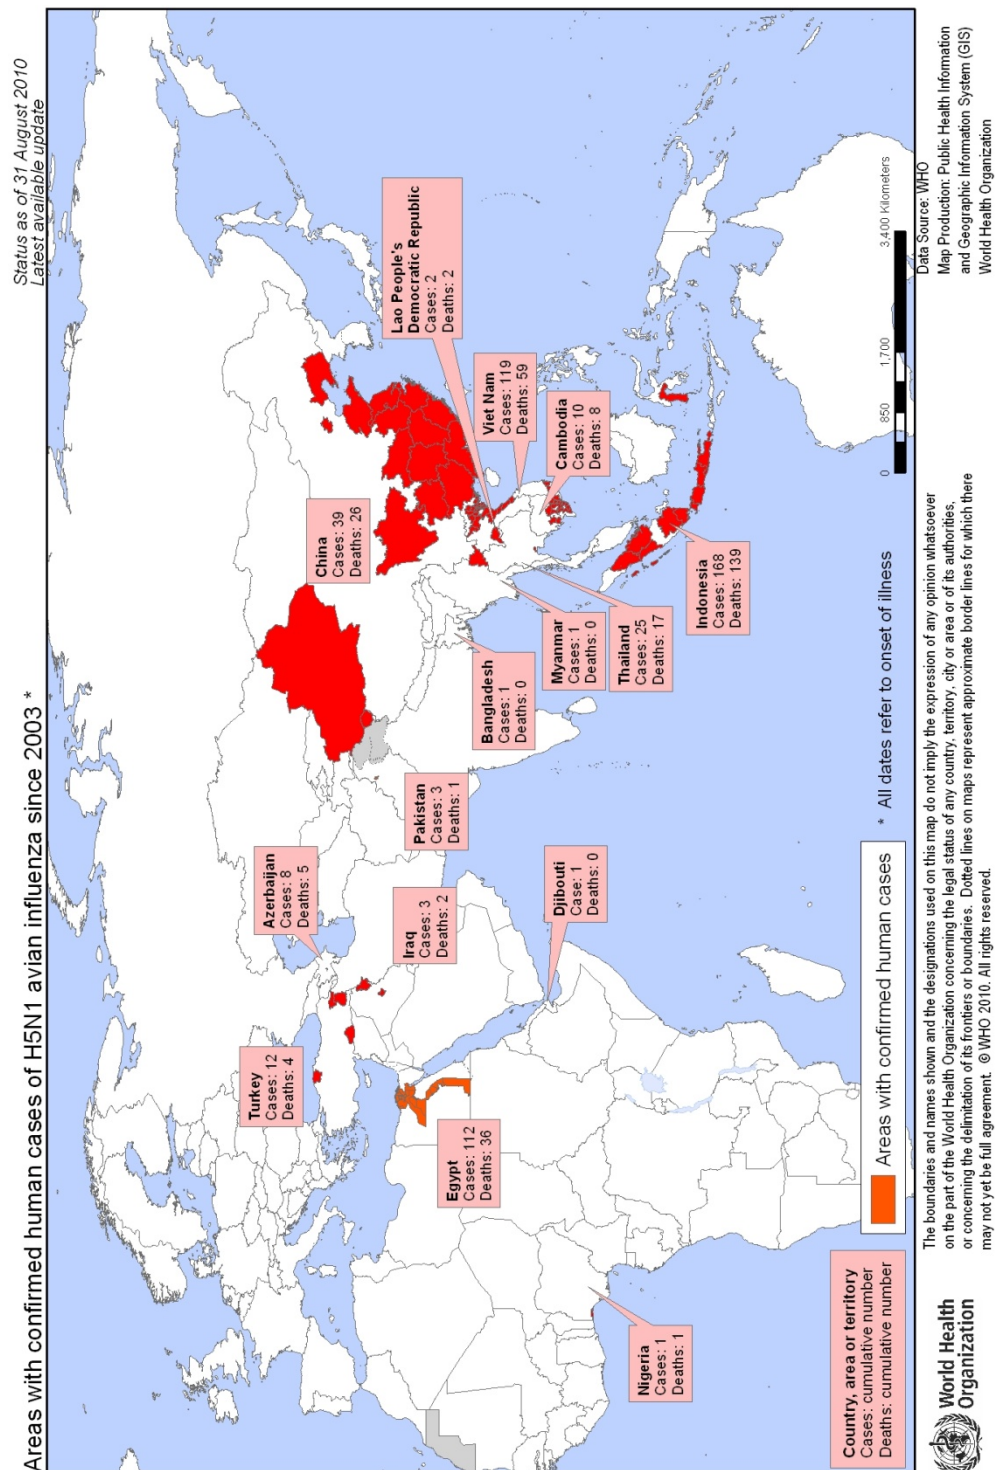 Areas with confirmed human cases of H5N1 avian influenza since 2003 *
Status as of 31 August 2010
Latest available update
Turkey
Cases: 12
Deaths: 4
Azerbaijan
Cases: 8
Deaths: 5
China
Cases: 39
Deaths: 26
Lao People's
Democratic Republic
Cases: 2
Deaths: 2
Iraq
Cases: 3
Deaths: 2
Pakistan
Cases: 3
Deaths: 1
Egypt
Cases: 112
Deaths: 36
Bangladesh
Cases: 1
Deaths: 0
Viet Nam
Cases: 119
Deaths: 59
Cambodia
Cases: 10
Deaths: 8
Djibouti
Case: 1
Deaths: 0
Myanmar
Cases: 1
Deaths: 0
Thailand
Cases: 25
Deaths: 17
Nigeria
Cases: 1
Deaths: 1
Indonesia
Cases: 168
Deaths: 139
Country, area or territory
Cases: cumulative number
Deaths: cumulative number
Areas with confirmed human cases
* All dates refer to onset of illness
0 850 1,700 3,400 Kilometers
World Health
Organization
The boundaries and names shown and the designations used on this map do not imply the expression of any opinion whatsoever
on the part of the World Health Organization concerning the legal status of any country, territory, city or area or of its authorities,
or concerning the delimitation of its frontiers or boundaries. Dotted lines on maps represent approximate border lines for which there
may not yet be full agreement. © WHO 2010. All rights reserved.
Data Source: WHO
Map Production: Public Health Information
and Geographic Information System (GIS)
World Health Organization